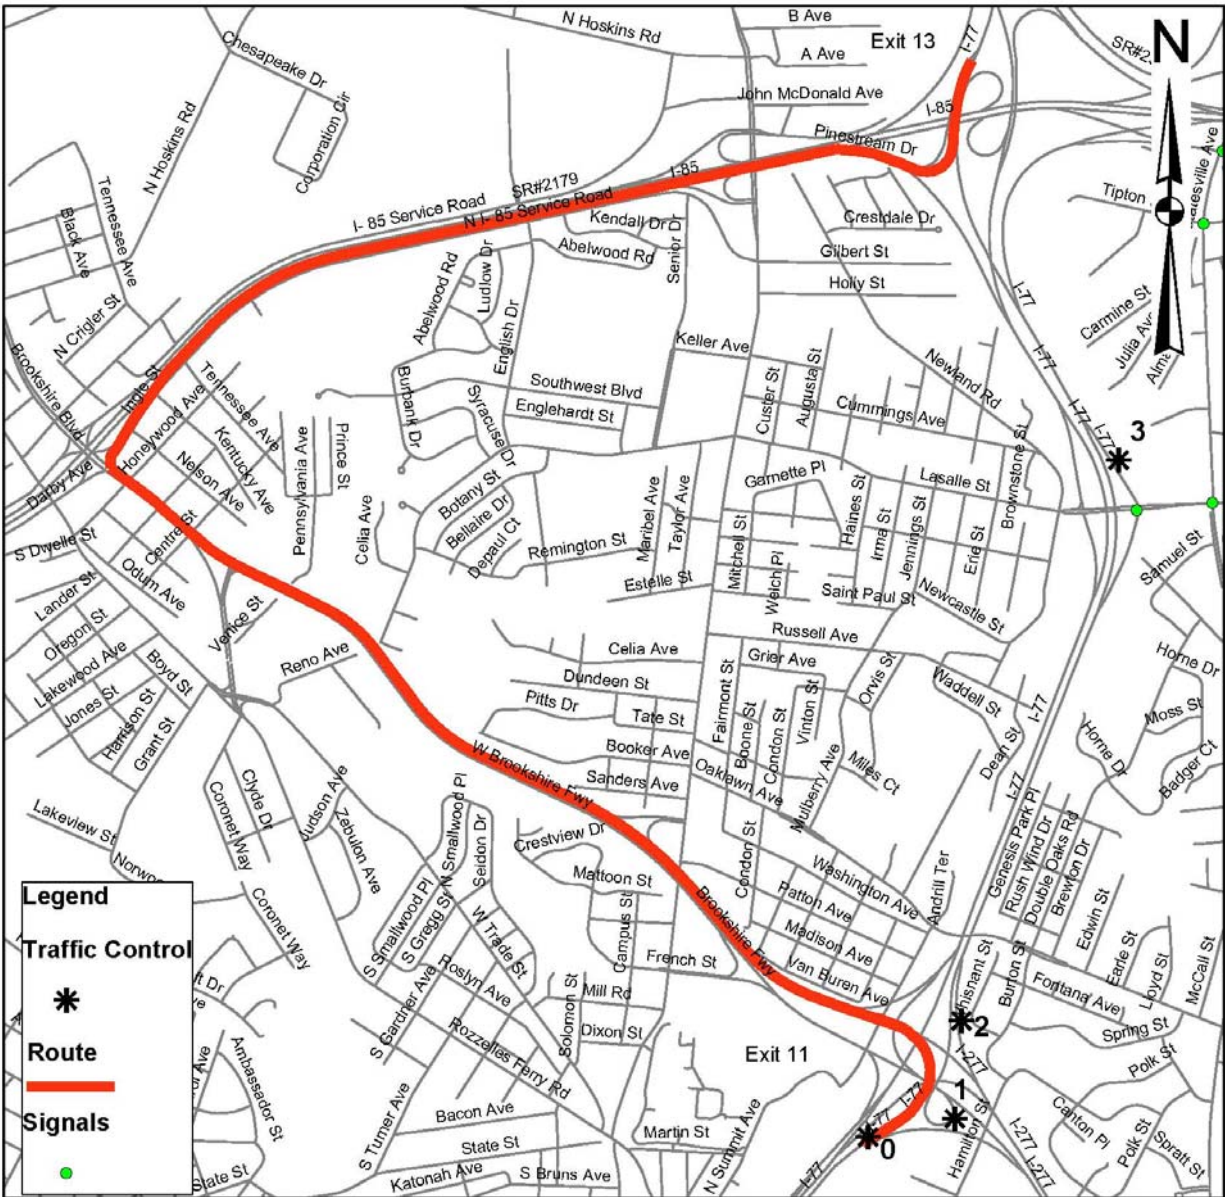 N Hoskins Rd
B Ave
Exit 13
I-77
N
Chesapeake Dr
A Ave
John McDonald Ave
I-85
Corporation Cir
N Hoskins Rd
Pinestream Dr
I-85
SR#2179
I- 85 Service Road
N I- 85 Service Road
Tennessee Ave
Black Ave
Kendall Dr
Senior Dr
Crestdale Dr
Tipton
Abelwood Rd
Gilbert St
Abelwood Rd
Ludlow Dr
Holly St
I-77
Carmine St
Julia Ave
N Crigler St
English Dr
Keller Ave
I-77
Brookshire Blvd
Ingle St
Tennessee Ave
Honeywood Ave
Burbank Dr
Southwest Blvd
Englehardt St
Syracuse Dr
Custer St
Augusta St
Newland Rd
Cummings Ave
I-77
I-77
3
Kentucky Ave
Pennsylvania Ave
Prince St
Darby Ave
Nelson Ave
Botany St
Bellaire Dr
Depaul Ct
Celia Ave
Maribel Ave
Taylor Ave
Garnette Pl
Lasalle St
Brownstone St
Haines St
Irma St
Jennings St
Erie St
S Dwelle St
Centre St
Odum Ave
Remington St
Mitchell St
Welch Pl
Samuel St
Lander St
Estelle St
Saint Paul St
Newcastle St
Oregon St
Venice St
Russell Ave
Lakewood Ave
Boyd St
Reno Ave
Celia Ave
Grier Ave
Orvis St
Waddell St
Horne Dr
Jones St
Harrison St
Grant St
Dundeen St
Pitts Dr
Tate St
Fairmont St
Boone St
Condon St
Vinton St
I-77
Moss St
Dean St
Horne Dr
W Brookshire Fwy
Booker Ave
Sanders Ave
Oaklawn Ave
Mulberry Ave
Miles Ct
Badger Ct
I-77
Coronet Way
Clyde Dr
Judson Ave
Zabulon Ave
Lakeview St
N Smallwood Pl
Seldon Dr
Crestview Dr
Condon St
Genesis Park Pl
Rush Wind Dr
Double Oaks Rd
Brewton Dr
Mattoon St
Washington Ave
Andrill Ter
Legend
Coronet Way
S Smallwood Pl
S Gregg St
W Trade St
Campus St
Brookshire Fwy
Patton Ave
Edwin St
Traffic Control
Madison Ave
French St
Van Buren Ave
Roslyn Ave
S Gardner Ave
Solomon St
Mill Rd
Dixon St
Burton St
Fontana Ave
Earle St
Lloyd St
McCall St
2
Spring St
Rozzelles Ferry Rd
Route
Exit 11
I-277
Polk St
Ambassador St
S Turner Ave
1
Signals
Bacon Ave
I-77
I-77
Hamilton St
Canton Pl
Martin St
0
I-277
State St
N Summit Ave
Polk St
Spratt St
State St
Katonah Ave
S Bruns Ave
I-77
I-277